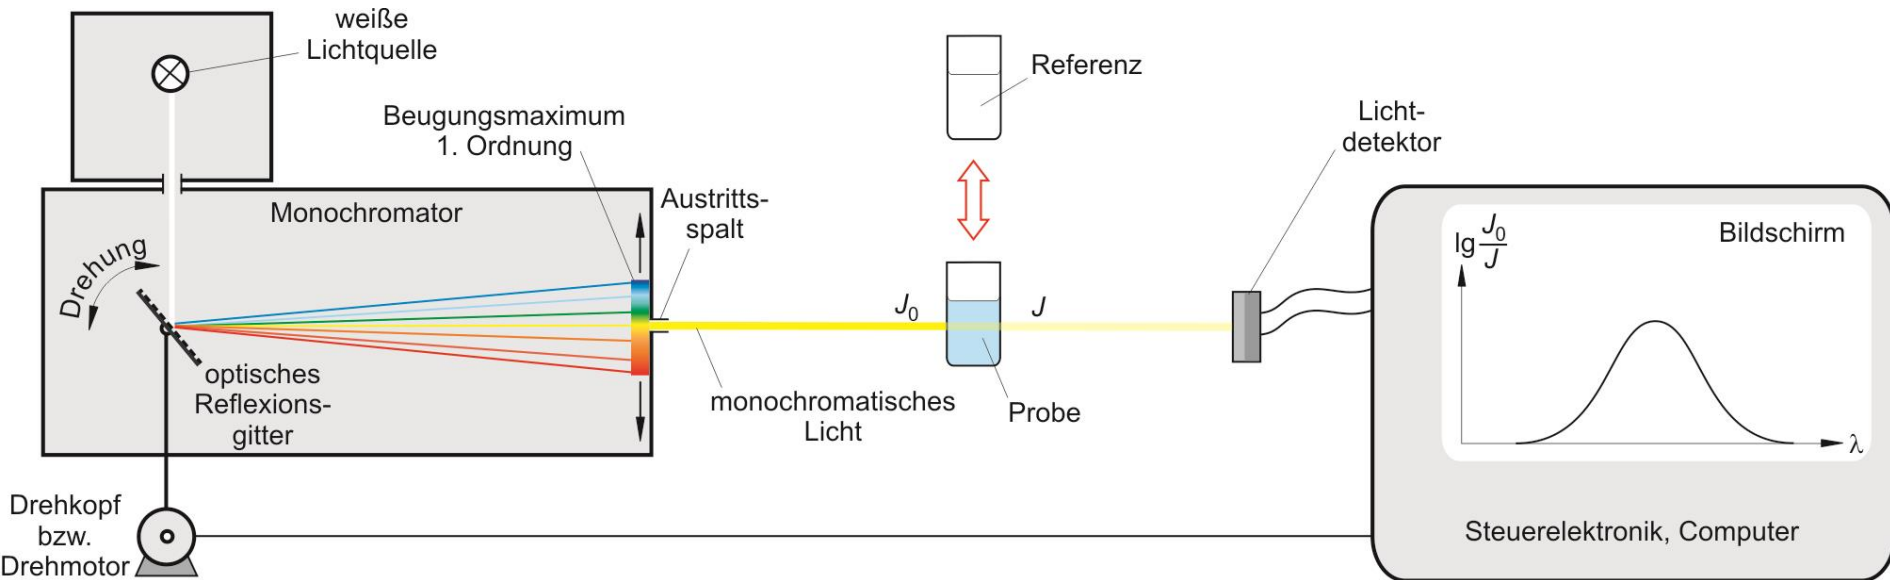 weiße
Lichtquelle
Beugungsmaximum
1. Ordnung
Monochromator
Drehung
optisches
Reflexions-
gitter
Drehkopf
bzw.
Drehmotor
Austritts-
spalt
monochromatisches
Licht
J₀
J
Referenz
Probe
Licht-
detektor
lg J₀/J
Bildschirm
λ
Steuerelektronik, Computer